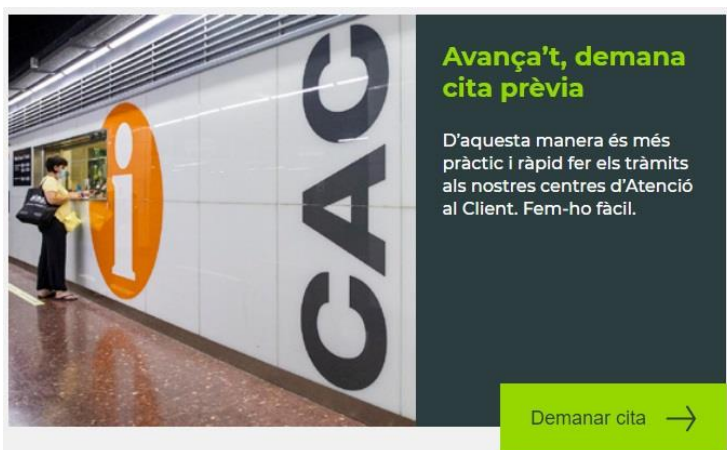 i
CAC
Avança’t, demana
cita prèvia
D’aquesta manera és més
pràctic i ràpid fer els tràmits
als nostres centres d’Atenció
al Client. Fem-ho fàcil.
Demanar cita